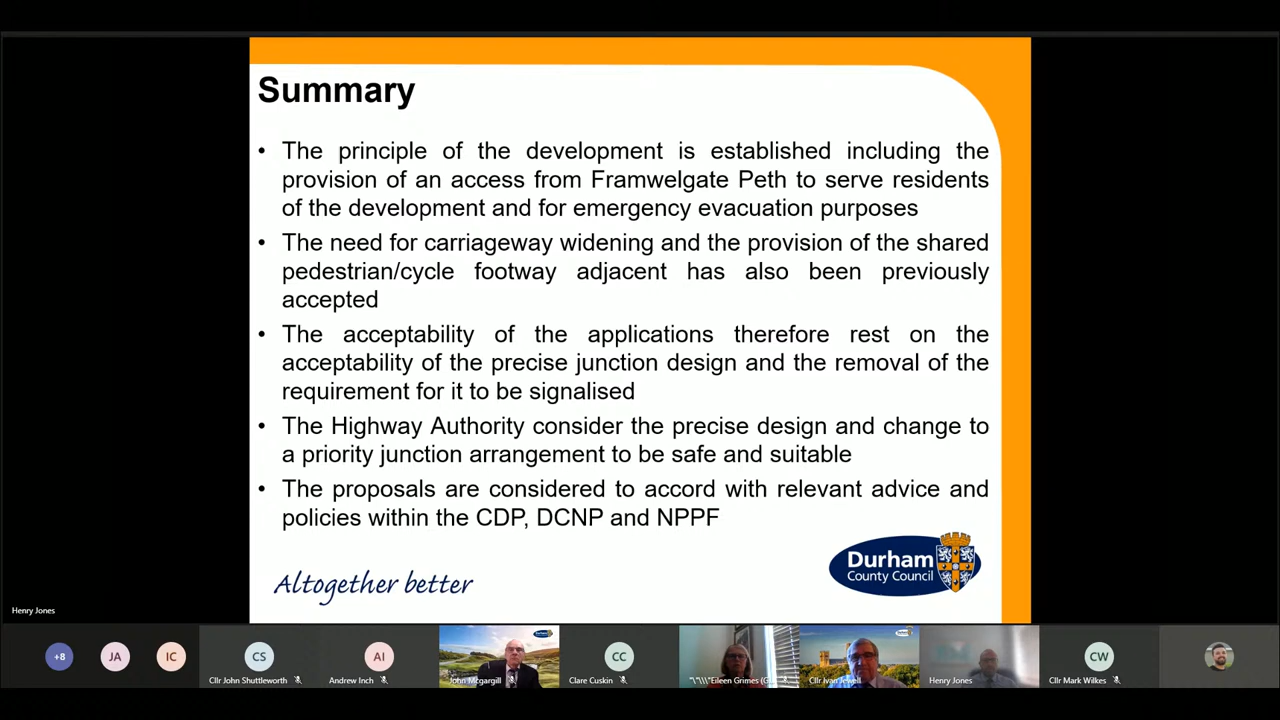 Summary
• The principle of the development is established including the
provision of an access from Framwelgate Peth to serve residents
of the development and for emergency evacuation purposes
• The need for carriageway widening and the provision of the shared
pedestrian/cycle footway adjacent has also been previously
accepted
• The acceptability of the applications therefore rest on the
acceptability of the precise junction design and the removal of the
requirement for it to be signalised
• The Highway Authority consider the precise design and change to
a priority junction arrangement to be safe and suitable
• The proposals are considered to accord with relevant advice and
policies within the CDP, DCNP and NPPF
Altogether better
Durham
County Council
Henry Jones
+8
JA
IC
CS
Cllr John Shuttleworth
AI
Andrew Inch
John Mcgargill
CC
Clare Cuskin
"\"\\\"Eileen Grimes (G
Cllr Ivan Jewell
Henry Jones
CW
Cllr Mark Wilkes